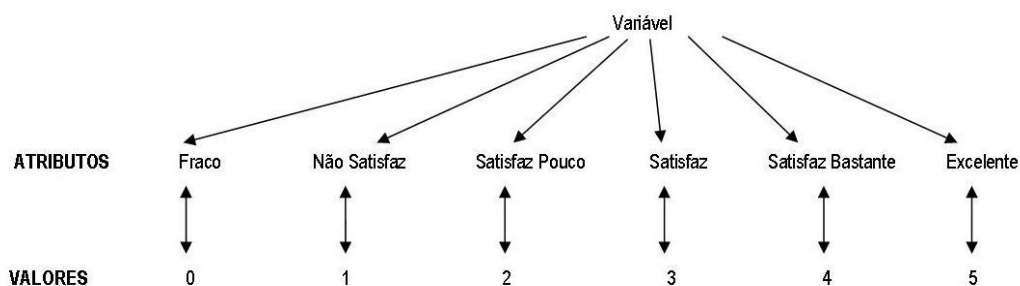 Variável
ATRIBUTOS Fraco Não Satisfaz Satisfaz Pouco Satisfaz Satisfaz Bastante Excelente
VALORES 0 1 2 3 4 5